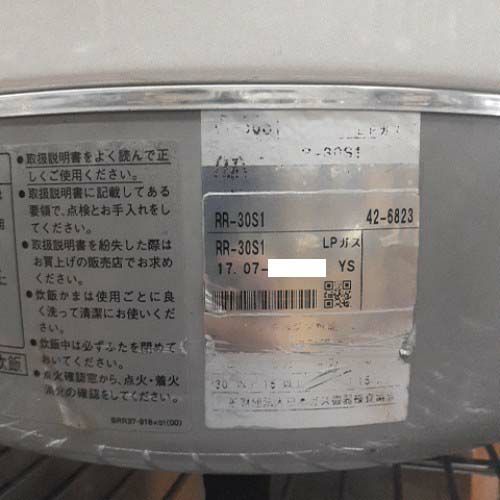 ●取扱説明書をよく読んで正
しくご使用ください。
●取扱説明書に記載してある
要領で、点検とお手入れをし
てください。
●取扱説明書を紛失した際は
お買上げの販売店でお求め
ください。
●炊飯かまは使用ごとに良
く洗って清潔にお使いくだ
さい。
●炊飯中は必ずふたを閉めて
おいてください。
●点火確認窓から、点火・着火
消火の確認をしてください。
LPガス
R-30S1
RR-30S1 42-6823
RR-30S1 LPガス
17.07- YS
炊飯